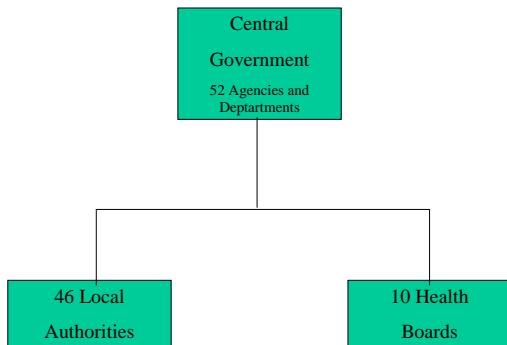 Central
Government
52 Agencies and
Deptartments
46 Local
Authorities
10 Health
Boards